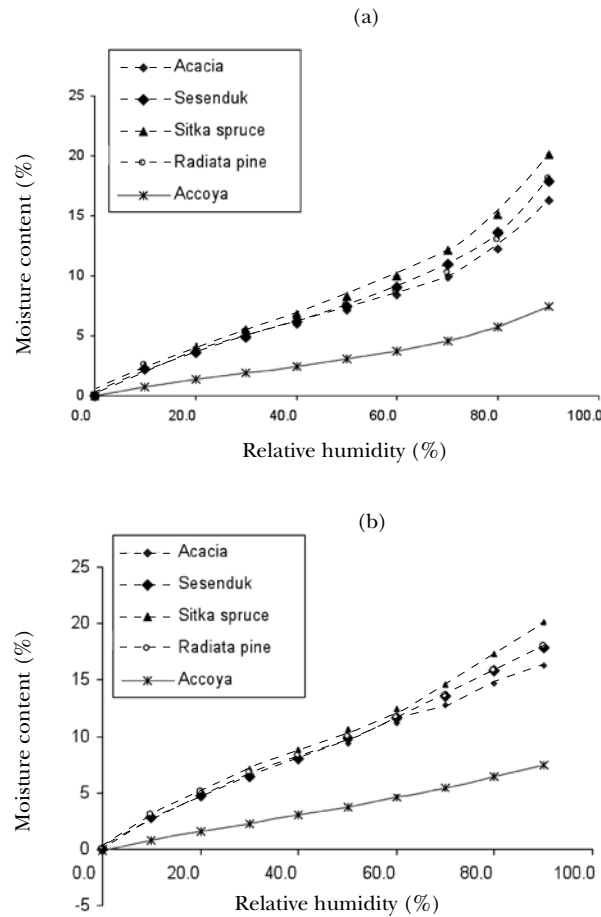 (a)
Acacia
Sesenduk
Sitka spruce
Radiata pine
Accoya
25
20
15
10
5
0
Moisture content (%)
0.0 20.0 40.0 60.0 80.0 100.0
Relative humidity (%)
(b)
Acacia
Sesenduk
Sitka spruce
Radiata pine
Accoya
25
20
15
10
5
0
-5
Moisture content (%)
0.0 20.0 40.0 60.0 80.0 100.0
Relative humidity (%)